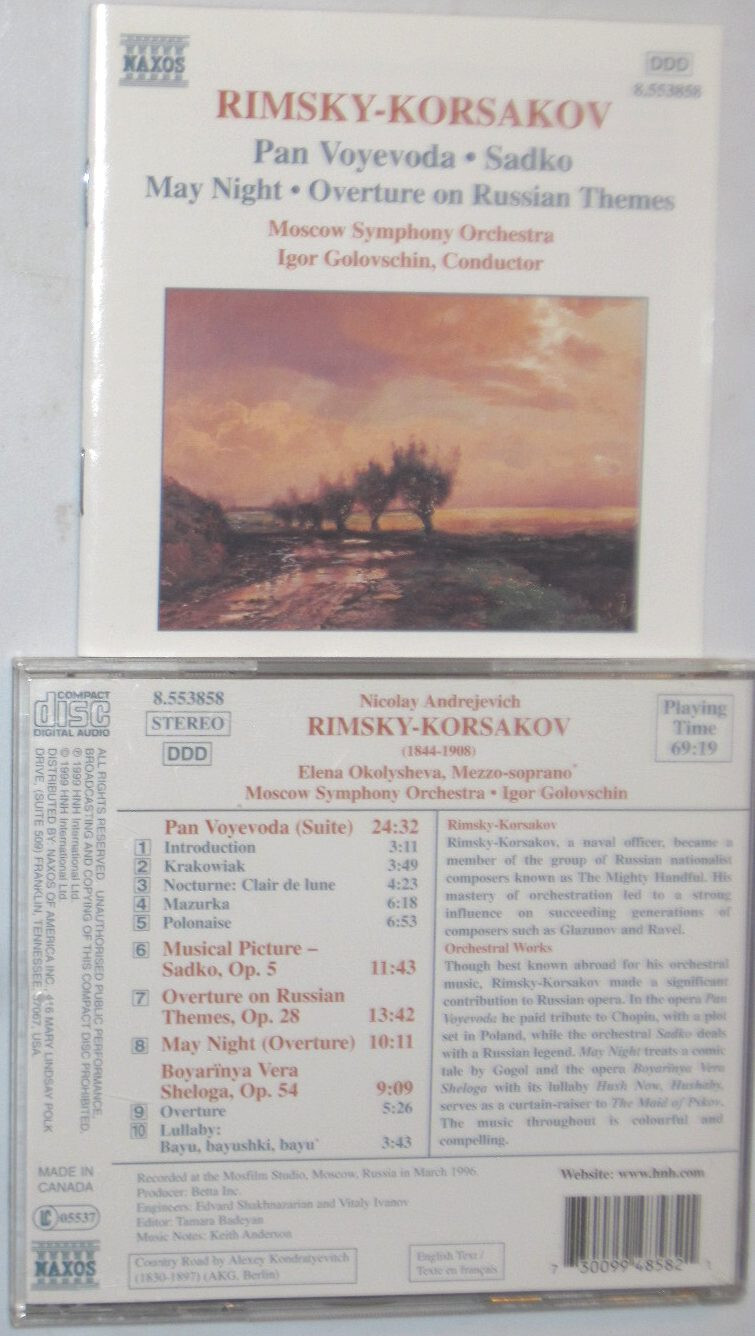 NAXOS
DDD
8.553858
RIMSKY-KORSAKOV
Pan Voyevoda • Sadko
May Night • Overture on Russian Themes
Moscow Symphony Orchestra
Igor Golovschin, Conductor
COMPACT
disc
DIGITAL AUDIO
8.553858
STEREO
DDD
Nicolay Andrejevich
RIMSKY-KORSAKOV
(1844-1908)
Elena Okolysheva, Mezzo-soprano*
Moscow Symphony Orchestra • Igor Golovschin
Playing
Time
69:19
ALL RIGHTS RESERVED. UNAUTHORISED PUBLIC PERFORMANCE,
BROADCASTING AND COPYING OF THIS COMPACT DISC PROHIBITED.
℗ 1999 HNH International Ltd.
© 1999 HNH International Ltd.
DISTRIBUTED BY: NAXOS OF AMERICA INC., 416 MARY LINDSAY POLK
DRIVE, (SUITE 509) FRANKLIN, TENNESSEE, 37067, USA
Pan Voyevoda (Suite) 24:32
1 Introduction 3:11
2 Krakowiak 3:49
3 Nocturne: Clair de lune 4:23
4 Mazurka 6:18
5 Polonaise 6:53
6 Musical Picture –
Sadko, Op. 5 11:43
7 Overture on Russian
Themes, Op. 28 13:42
8 May Night (Overture) 10:11
Boyarïnya Vera
Sheloga, Op. 54 9:09
9 Overture 5:26
10 Lullaby:
Bayu, bayushki, bayu* 3:43
Rimsky-Korsakov
Rimsky-Korsakov, a naval officer, became a
member of the group of Russian nationalist
composers known as The Mighty Handful. His
mastery of orchestration led to a strong
influence on succeeding generations of
composers such as Glazunov and Ravel.
Orchestral Works
Though best known abroad for his orchestral
music, Rimsky-Korsakov made a significant
contribution to Russian opera. In the opera Pan
Voyevoda he paid tribute to Chopin, with a plot
set in Poland, while the orchestral Sadko deals
with a Russian legend. May Night treats a comic
tale by Gogol and the opera Boyarïnya Vera
Sheloga with its lullaby Hush Now, Hushaby,
serves as a curtain-raiser to The Maid of Pskov.
The music throughout is colourful and
compelling.
MADE IN
CANADA
LC 05537
NAXOS
Recorded at the Mosfilm Studio, Moscow, Russia in March 1996.
Producer: Betta Inc.
Engineers: Edvard Shakhnazarian and Vitaly Ivanov
Editor: Tamara Badeyan
Music Notes: Keith Anderson
Country Road by Alexey Kondratyevitch
(1830-1897) (AKG, Berlin)
English Text /
Texte en français
Website: www.hnh.com
7 30099 48582 1